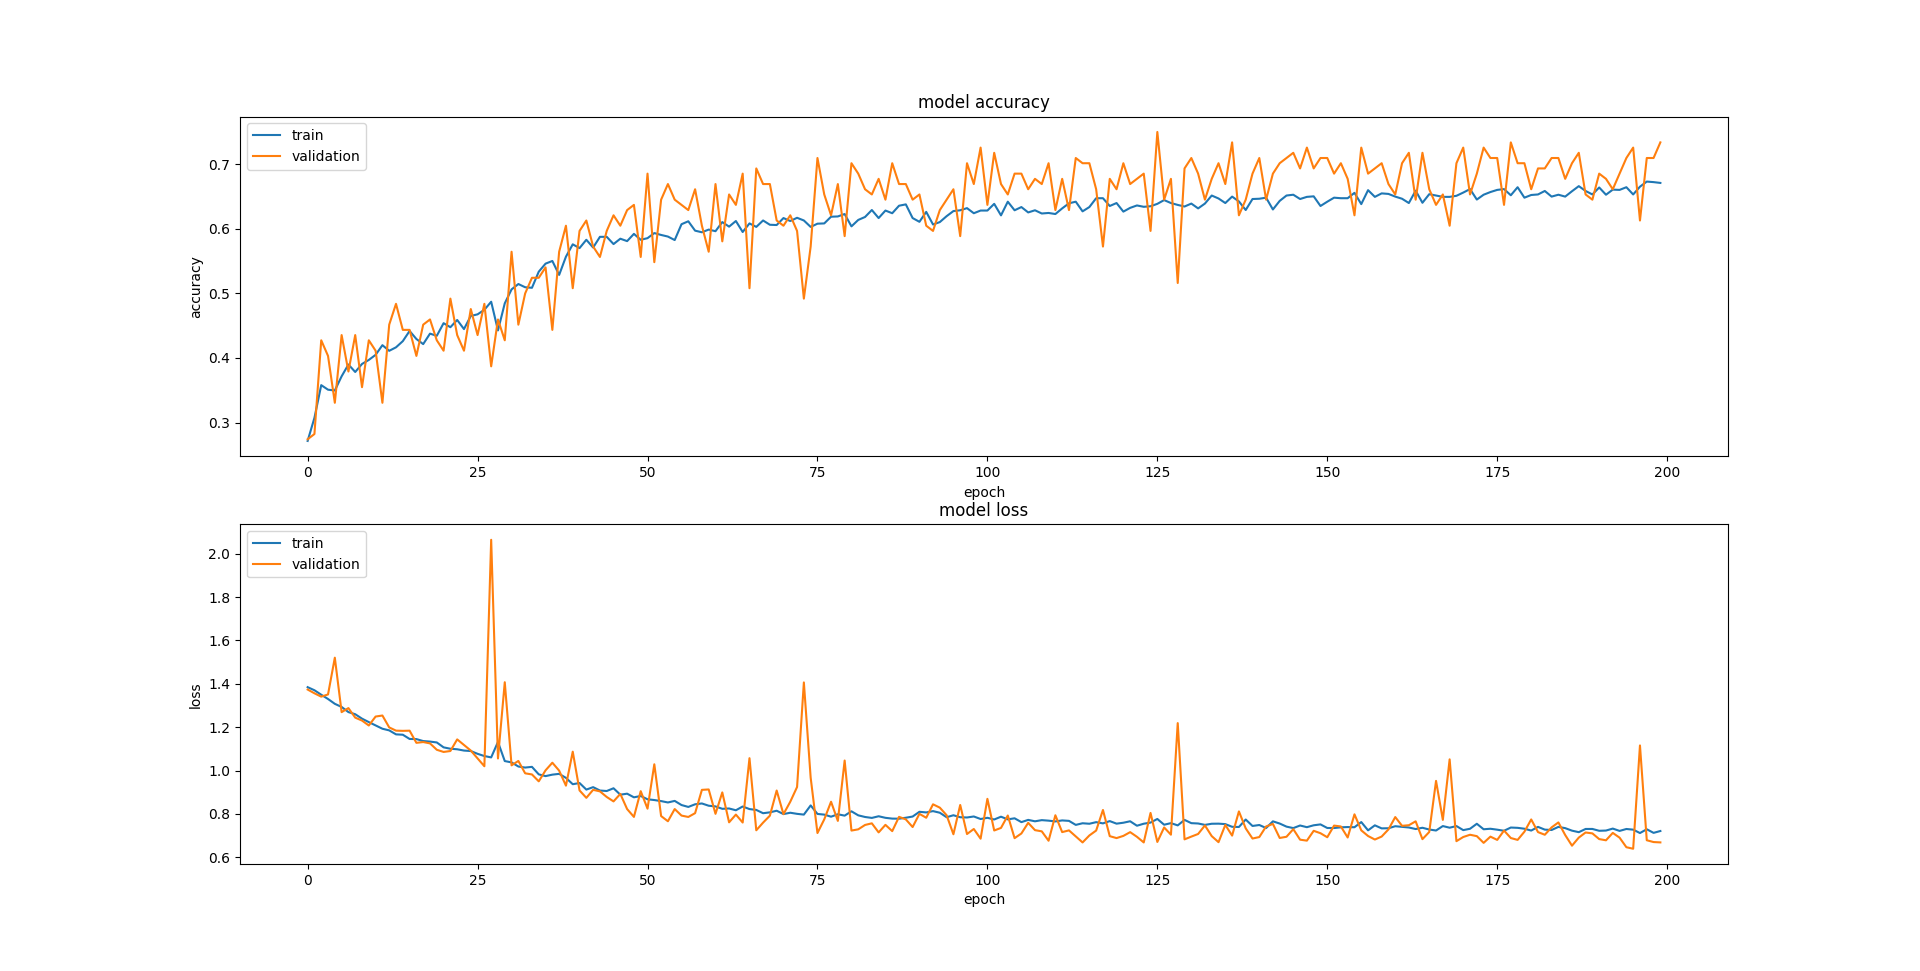 model accuracy
train
validation
0.7
0.6
0.5
0.4
0.3
accuracy
0 25 50 75 100 125 150 175 200
epoch
model loss
train
validation
2.0
1.8
1.6
1.4
1.2
1.0
0.8
0.6
loss
0 25 50 75 100 125 150 175 200
epoch